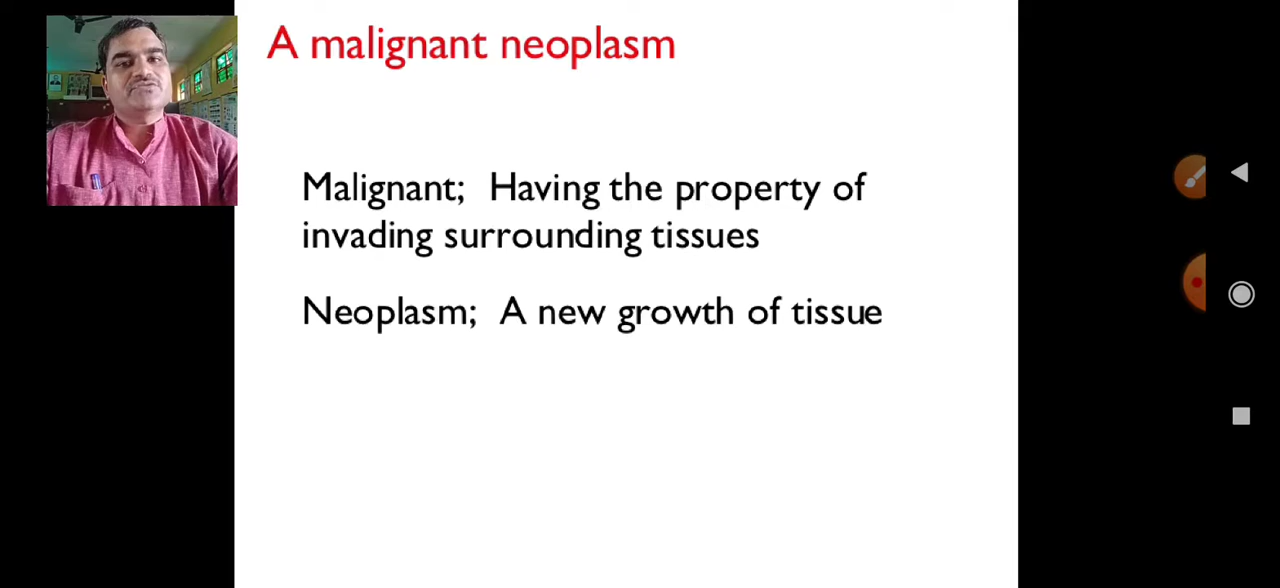 A malignant neoplasm
Malignant; Having the property of
invading surrounding tissues
Neoplasm; A new growth of tissue